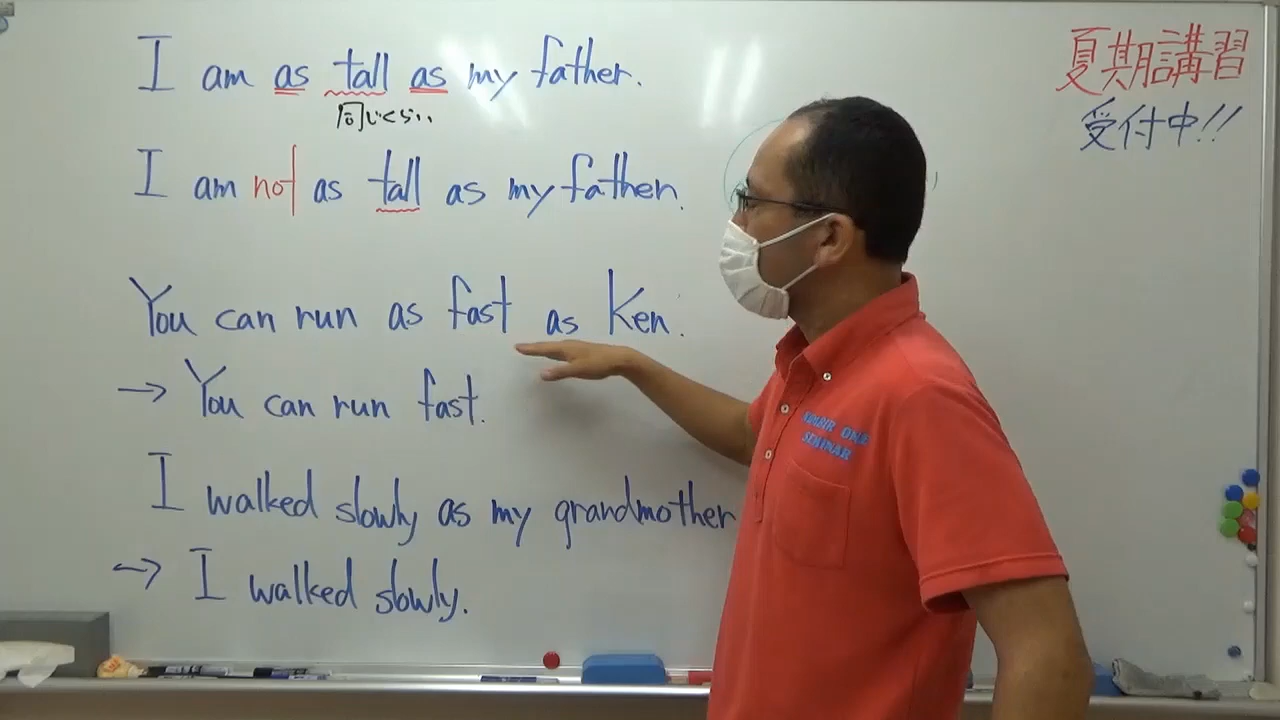 I am as tall as my father.
同じくらい
I am not as tall as my father.
You can run as fast as Ken.
→ You can run fast.
I walked slowly as my grandmother
→ I walked slowly.
夏期講習
受付中!!
SEMINAR